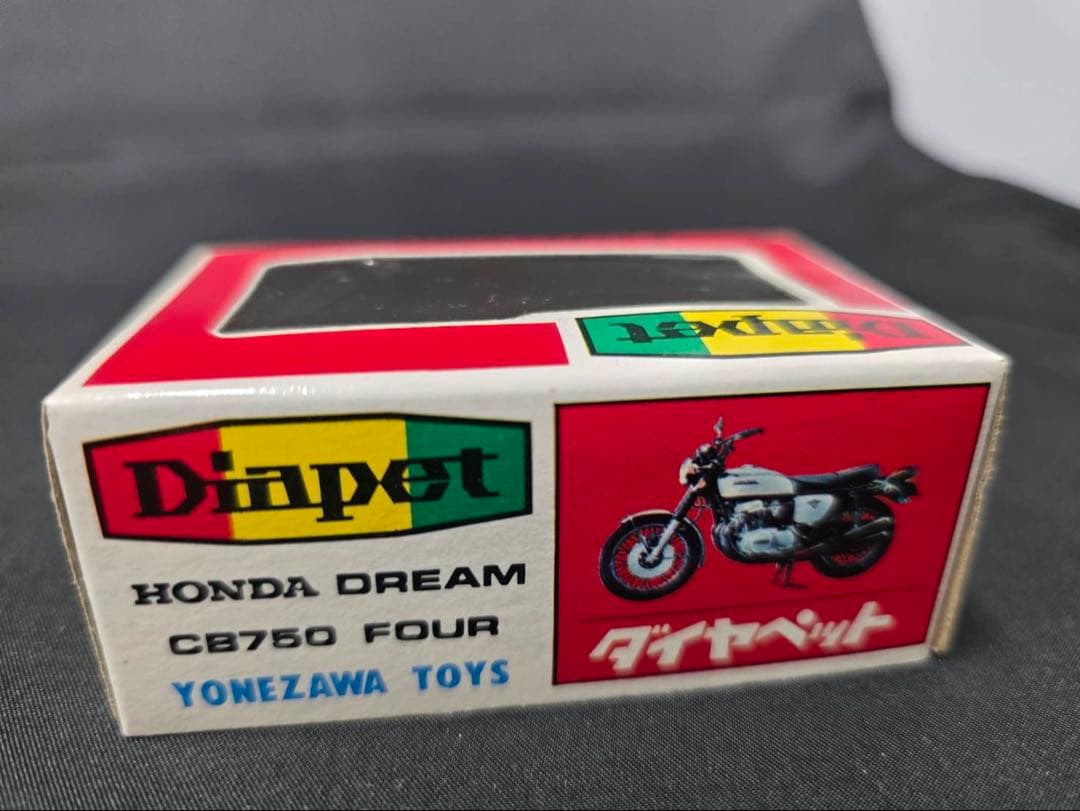 Diapet
Diapet
HONDA DREAM
CB750 FOUR
YONEZAWA TOYS
ダイヤペット